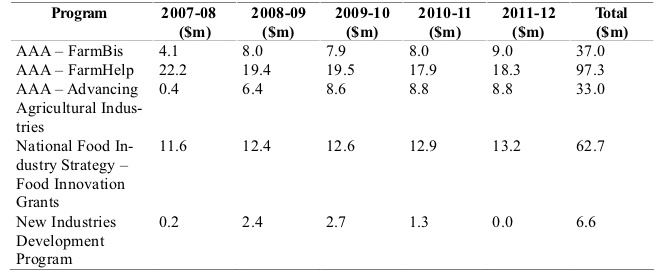 Program 2007-08 ($m) 2008-09 ($m) 2009-10 ($m) 2010-11 ($m) 2011-12 ($m) Total ($m)
AAA – FarmBis 4.1 8.0 7.9 8.0 9.0 37.0
AAA – FarmHelp 22.2 19.4 19.5 17.9 18.3 97.3
AAA – Advancing 0.4 6.4 8.6 8.8 8.8 33.0
Agricultural Indus-
tries
National Food In- 11.6 12.4 12.6 12.9 13.2 62.7
dustry Strategy –
Food Innovation
Grants
New Industries 0.2 2.4 2.7 1.3 0.0 6.6
Development
Program